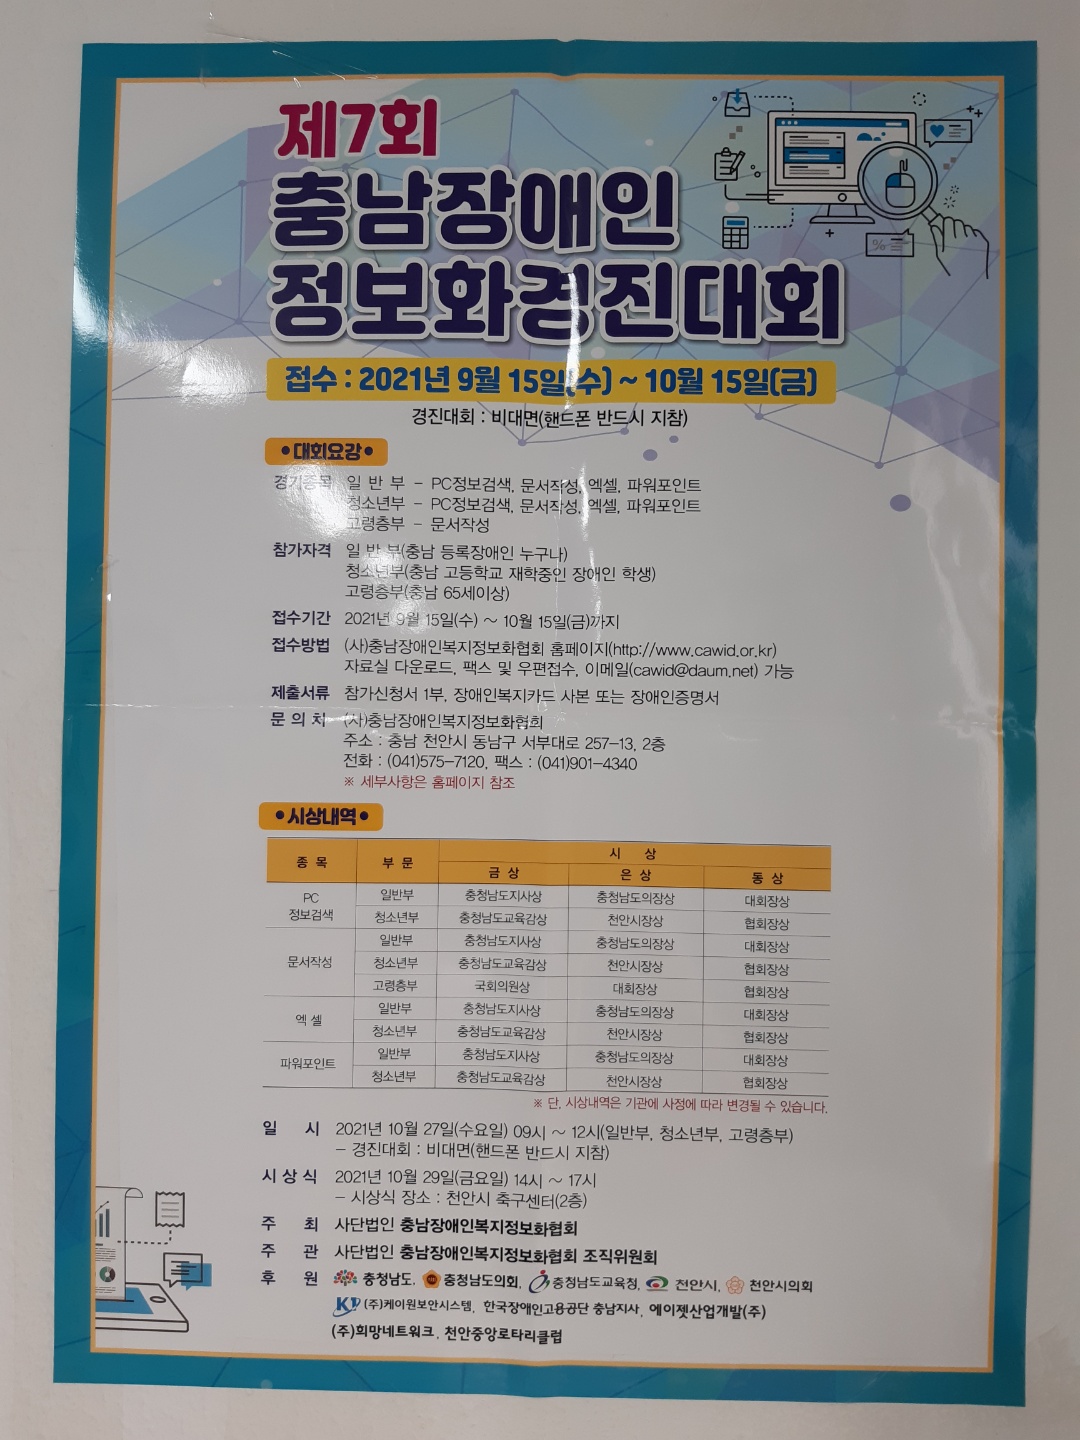 제7회
충남장애인
정보화경진대회
접수 : 2021년 9월 15일(수) ~ 10월 15일(금)
경진대회 : 비대면(핸드폰 반드시 지참)
•대회요강•
경기종목 일 반 부 - PC정보검색, 문서작성, 엑셀, 파워포인트
청소년부 - PC정보검색, 문서작성, 엑셀, 파워포인트
고령층부 - 문서작성
참가자격 일 반 부(충남 등록장애인 누구나)
청소년부(충남 고등학교 재학중인 장애인 학생)
고령층부(충남 65세이상)
접수기간 2021년 9월 15일(수) ~ 10월 15일(금)까지
접수방법 (사)충남장애인복지정보화협회 홈페이지(http://www.cawid.or.kr)
자료실 다운로드, 팩스 및 우편접수, 이메일(cawid@daum.net) 가능
제출서류 참가신청서 1부, 장애인복지카드 사본 또는 장애인증명서
문 의 처 (사)충남장애인복지정보화협회
주소 : 충남 천안시 동남구 서부대로 257-13, 2층
전화 : (041)575-7120, 팩스 : (041)901-4340
※ 세부사항은 홈페이지 참조
•시상내역•
종 목 부 문 시 상
금 상 은 상 동 상
PC 정보검색 일반부 충청남도지사상 충청남도의장상 대회장상
청소년부 충청남도교육감상 천안시장상 협회장상
문서작성 일반부 충청남도지사상 충청남도의장상 대회장상
청소년부 충청남도교육감상 천안시장상 협회장상
고령층부 국회의원상 대회장상 협회장상
엑 셀 일반부 충청남도지사상 충청남도의장상 대회장상
청소년부 충청남도교육감상 천안시장상 협회장상
파워포인트 일반부 충청남도지사상 충청남도의장상 대회장상
청소년부 충청남도교육감상 천안시장상 협회장상
※ 단, 시상내역은 기관에 사정에 따라 변경될 수 있습니다.
일 시 2021년 10월 27일(수요일) 09시 ~ 12시(일반부, 청소년부, 고령층부)
- 경진대회 : 비대면(핸드폰 반드시 지참)
시 상 식 2021년 10월 29일(금요일) 14시 ~ 17시
- 시상식 장소 : 천안시 축구센터(2층)
주 최 사단법인 충남장애인복지정보화협회
주 관 사단법인 충남장애인복지정보화협회 조직위원회
후 원 충청남도, 충청남도의회, 충청남도교육청, 천안시, 천안시의회
K1 (주)케이원보안시스템, 한국장애인고용공단 충남지사, 에이젯산업개발(주)
(주)희망네트워크, 천안중앙로타리클럽